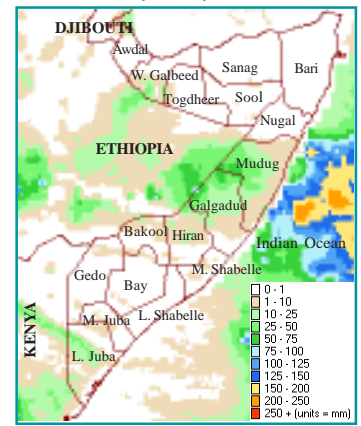 DJIBOUTI
Awdal
W. Galbeed
Sanag
Bari
Togdheer
Sool
Nugal
ETHIOPIA
Mudug
Galgadud
Bakool
Hiran
Indian Ocean
Gedo
M. Shabelle
Bay
KENYA
M. Juba
L. Shabelle
L. Juba
0 - 1
1 - 10
10 - 25
25 - 50
50 - 75
75 - 100
100 - 125
125 - 150
150 - 200
200 - 250
250 + (units = mm)